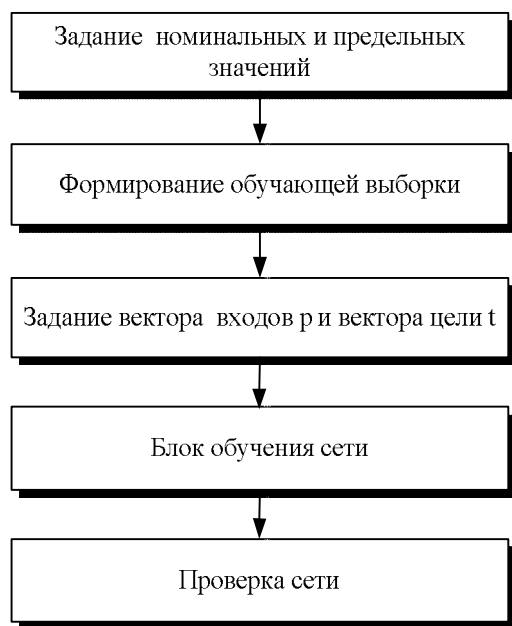 Задание номинальных и предельных
значений
Формирование обучающей выборки
Задание вектора входов p и вектора цели t
Блок обучения сети
Проверка сети